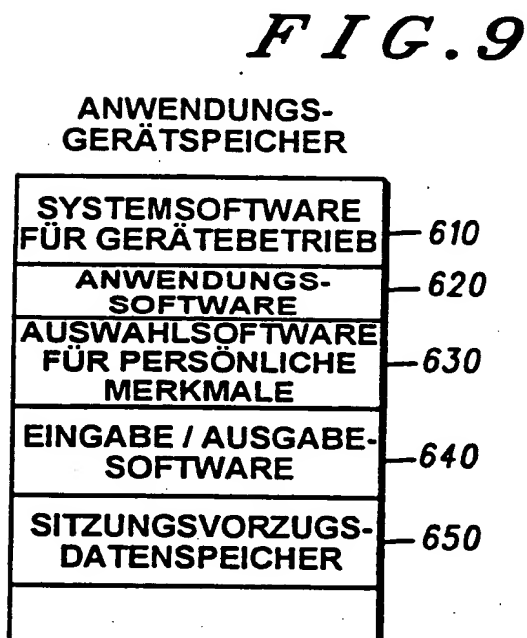 FIG.9
ANWENDUNGS-
GERÄTSPEICHER
SYSTEMSOFTWARE
FÜR GERÄTEBETRIEB
610
ANWENDUNGS-
SOFTWARE
620
AUSWAHLSOFTWARE
FÜR PERSÖNLICHE
MERKMALE
630
EINGABE / AUSGABE-
SOFTWARE
640
SITZUNGSVORZUGS-
DATENSPEICHER
650